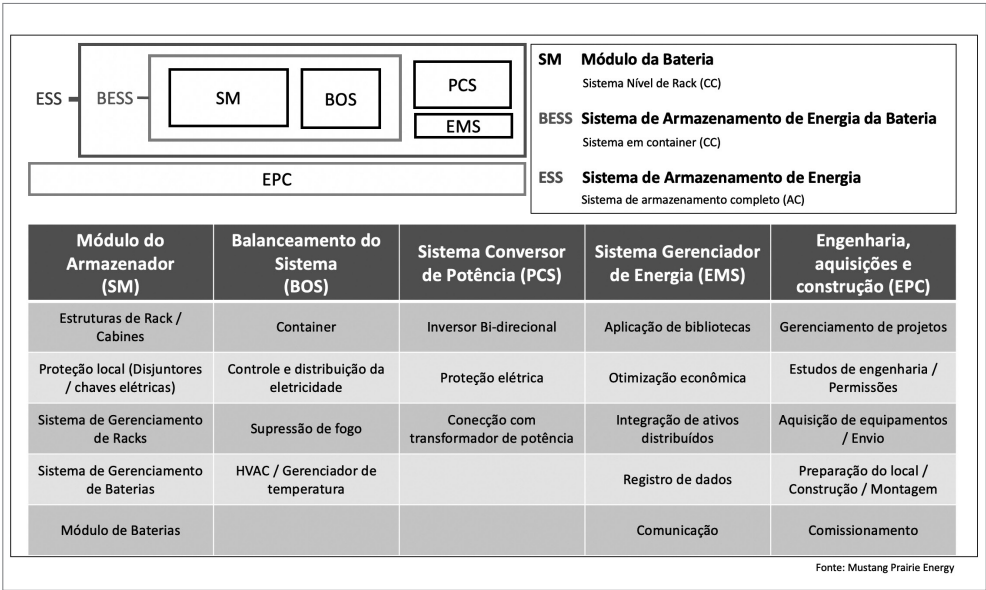 ESS
BESS
SM
BOS
PCS
EMS
EPC
SM Módulo da Bateria
Sistema Nível de Rack (CC)
BESS Sistema de Armazenamento de Energia da Bateria
Sistema em container (CC)
ESS Sistema de Armazenamento de Energia
Sistema de armazenamento completo (AC)
Módulo do
Armazenador
(SM)
Balanceamento do
Sistema
(BOS)
Sistema Conversor
de Potência (PCS)
Sistema Gerenciador
de Energia (EMS)
Engenharia,
aquisições e
construção (EPC)
Estruturas de Rack /
Cabines
Container
Inversor Bi-direcional
Aplicação de bibliotecas
Gerenciamento de projetos
Proteção local (Disjuntores
/ chaves elétricas)
Controle e distribuição da
eletricidade
Proteção elétrica
Otimização econômica
Estudos de engenharia /
Permissões
Sistema de Gerenciamento
de Racks
Supressão de fogo
Conecção com
transformador de potência
Integração de ativos
distribuídos
Aquisição de equipamentos
/ Envio
Sistema de Gerenciamento
de Baterias
HVAC / Gerenciador de
temperatura
Registro de dados
Preparação do local /
Construção / Montagem
Módulo de Baterias
Comunicação
Comissionamento
Fonte: Mustang Prairie Energy